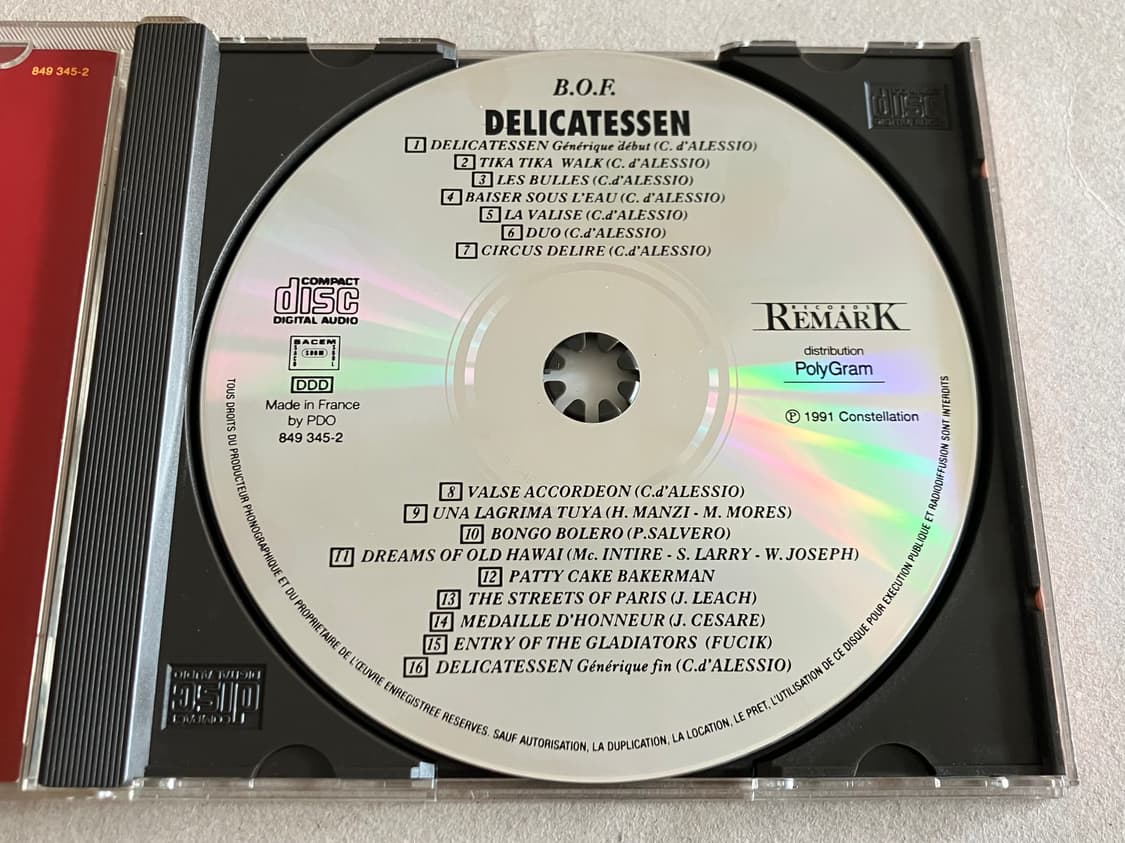 849 345-2
B.O.F.
DELICATESSEN
1 DELICATESSEN Générique début (C. d'ALESSIO)
2 TIKA TIKA WALK (C. d'ALESSIO)
3 LES BULLES (C.d'ALESSIO)
4 BAISER SOUS L'EAU (C. d'ALESSIO)
5 LA VALISE (C.d'ALESSIO)
6 DUO (C.d'ALESSIO)
7 CIRCUS DELIRE (C.d'ALESSIO)
COMPACT
disc
DIGITAL AUDIO
SACEM
DDD
Made in France
by PDO
849 345-2
RECORDS
REMARK
distribution
PolyGram
℗ 1991 Constellation
8 VALSE ACCORDEON (C.d'ALESSIO)
9 UNA LAGRIMA TUYA (H. MANZI - M. MORES)
10 BONGO BOLERO (P.SALVERO)
11 DREAMS OF OLD HAWAI (Mc. INTIRE - S. LARRY - W. JOSEPH)
12 PATTY CAKE BAKERMAN
13 THE STREETS OF PARIS (J. LEACH)
14 MEDAILLE D'HONNEUR (J. CESARE)
15 ENTRY OF THE GLADIATORS (FUCIK)
16 DELICATESSEN Générique fin (C.d'ALESSIO)
TOUS DROITS DU PRODUCTEUR PHONOGRAPHIQUE ET DU PROPRIETAIRE DE L'ŒUVRE ENREGISTREE RESERVES. SAUF AUTORISATION, LA DUPLICATION, LA LOCATION, LE PRET, L'UTILISATION DE CE DISQUE POUR EXECUTION PUBLIQUE ET RADIODIFFUSION SONT INTERDITS
disc
DIGITAL AUDIO
COMPACT
disc
DIGITAL AUDIO